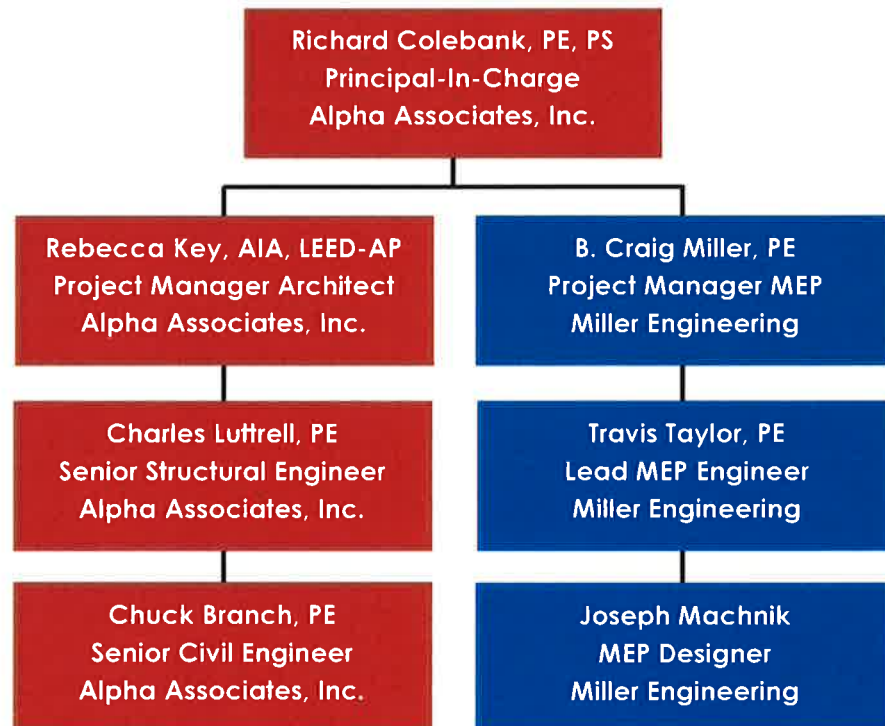 Richard Colebank, PE, PS
Principal-In-Charge
Alpha Associates, Inc.
Rebecca Key, AIA, LEED-AP
Project Manager Architect
Alpha Associates, Inc.
B. Craig Miller, PE
Project Manager MEP
Miller Engineering
Charles Luttrell, PE
Senior Structural Engineer
Alpha Associates, Inc.
Travis Taylor, PE
Lead MEP Engineer
Miller Engineering
Chuck Branch, PE
Senior Civil Engineer
Alpha Associates, Inc.
Joseph Machnik
MEP Designer
Miller Engineering